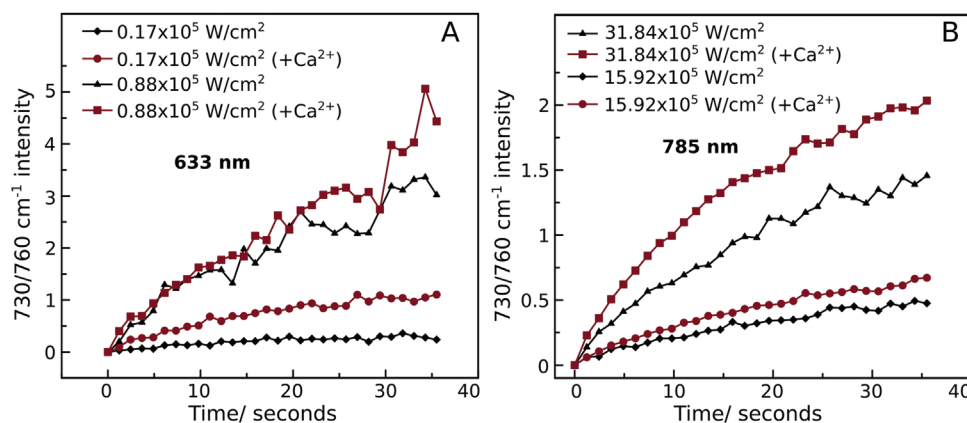 A
0.17x10⁵ W/cm²
0.17x10⁵ W/cm² (+Ca²⁺)
0.88x10⁵ W/cm²
0.88x10⁵ W/cm² (+Ca²⁺)
633 nm
730/760 cm⁻¹ intensity
5
4
3
2
1
0
0 10 20 30 40
Time/ seconds
B
31.84x10⁵ W/cm²
31.84x10⁵ W/cm² (+Ca²⁺)
15.92x10⁵ W/cm²
15.92x10⁵ W/cm² (+Ca²⁺)
785 nm
730/760 cm⁻¹ intensity
2
1.5
1
0.5
0
0 10 20 30 40
Time/ seconds